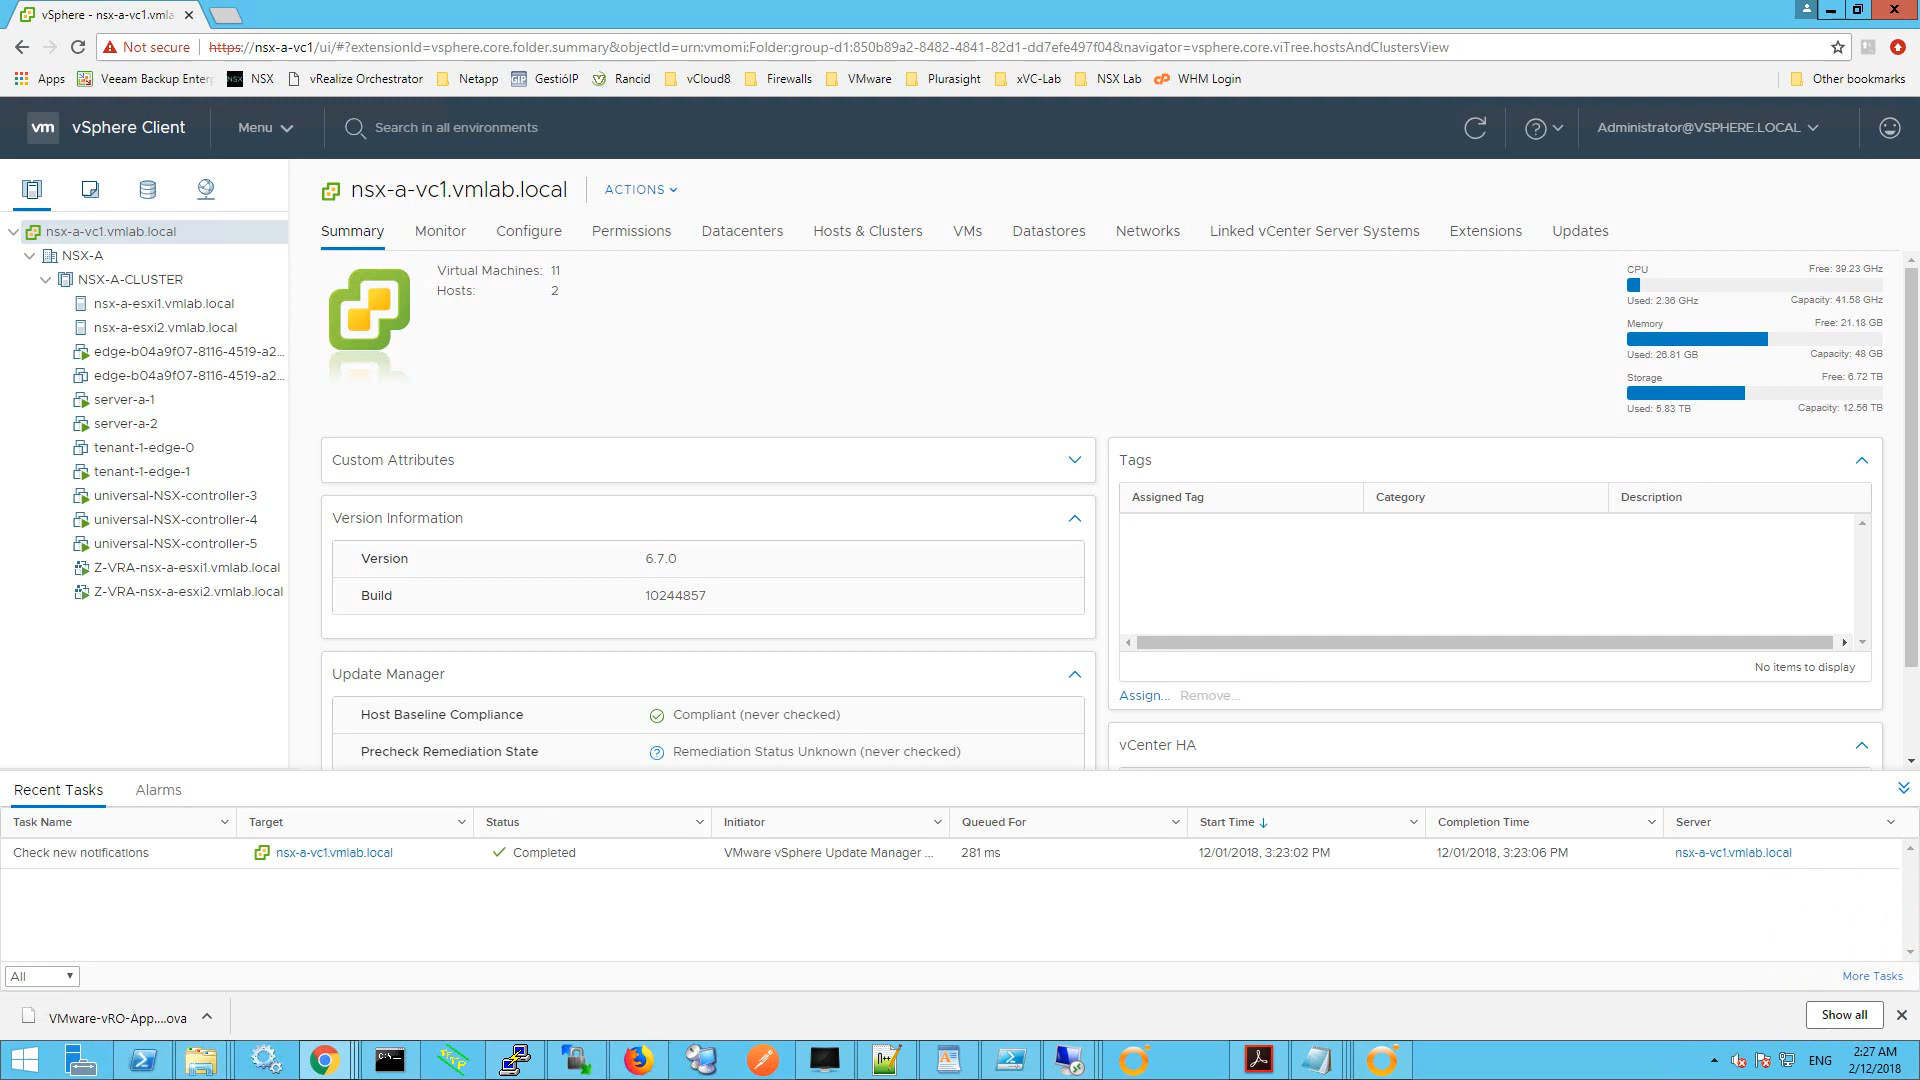 vSphere - nsx-a-vc1.vmla
Not secure https://nsx-a-vc1/ui/#?extensionId=vsphere.core.folder.summary&objectId=urn:vmomi:Folder:group-d1:850b89a2-8482-4841-82d1-dd7efe497f04&navigator=vsphere.core.viTree.hostsAndClustersView
Apps Veeam Backup Enter NSX vRealize Orchestrator Netapp GestióIP Rancid vCloud8 Firewalls VMware Plurasight xVC-Lab NSX Lab WHM Login Other bookmarks
vm vSphere Client Menu Search in all environments Administrator@VSPHERE.LOCAL
nsx-a-vc1.vmlab.local ACTIONS
Summary Monitor Configure Permissions Datacenters Hosts & Clusters VMs Datastores Networks Linked vCenter Server Systems Extensions Updates
nsx-a-vc1.vmlab.local
NSX-A
NSX-A-CLUSTER
nsx-a-esxi1.vmlab.local
nsx-a-esxi2.vmlab.local
edge-b04a9f07-8116-4519-a2...
edge-b04a9f07-8116-4519-a2...
server-a-1
server-a-2
tenant-1-edge-0
tenant-1-edge-1
universal-NSX-controller-3
universal-NSX-controller-4
universal-NSX-controller-5
Z-VRA-nsx-a-esxi1.vmlab.local
Z-VRA-nsx-a-esxi2.vmlab.local
Virtual Machines: 11
Hosts: 2
CPU Free: 39.23 GHz
Used: 2.36 GHz Capacity: 41.58 GHz
Memory Free: 21.18 GB
Used: 26.81 GB Capacity: 48 GB
Storage Free: 6.72 TB
Used: 5.83 TB Capacity: 12.56 TB
Custom Attributes
Version Information
Version 6.7.0
Build 10244857
Update Manager
Host Baseline Compliance Compliant (never checked)
Precheck Remediation State Remediation Status Unknown (never checked)
Tags
Assigned Tag Category Description
No items to display
Assign... Remove...
vCenter HA
Recent Tasks Alarms
Task Name Target Status Initiator Queued For Start Time Completion Time Server
Check new notifications nsx-a-vc1.vmlab.local Completed VMware vSphere Update Manager ... 281 ms 12/01/2018, 3:23:02 PM 12/01/2018, 3:23:06 PM nsx-a-vc1.vmlab.local
All More Tasks
VMware-vRO-App....ova Show all
ENG 2:27 AM
2/12/2018